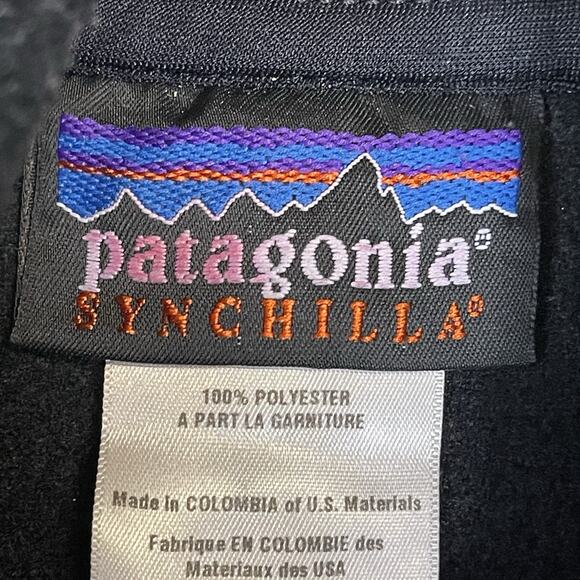 patagonia®
SYNCHILLA®
100% POLYESTER
A PART LA GARNITURE
Made In COLOMBIA of U.S. Materials
Fabrique EN COLOMBIE des
Materiaux des USA